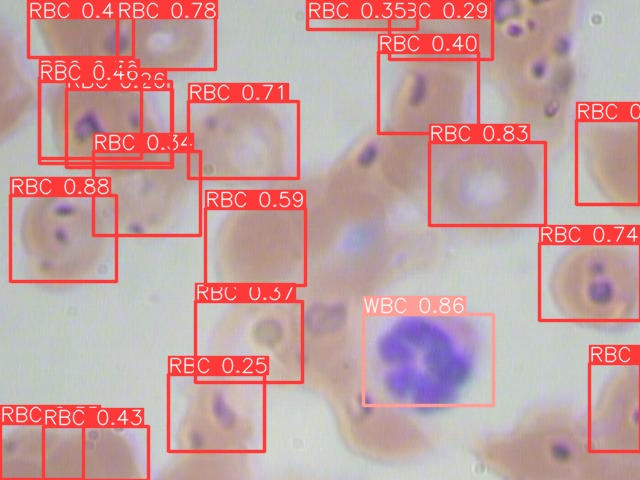 RBC 0.4
RBC 0.78
RBC 0.35
C 0.29
RBC 0.40
RBC 0.46
RBC 0.71
RBC 0
RBC 0.83
RBC 0.34
RBC 0.88
RBC 0.59
RBC 0.74
RBC 0.37
WBC 0.86
RBC
RBC 0.25
RBC
RBC 0.43